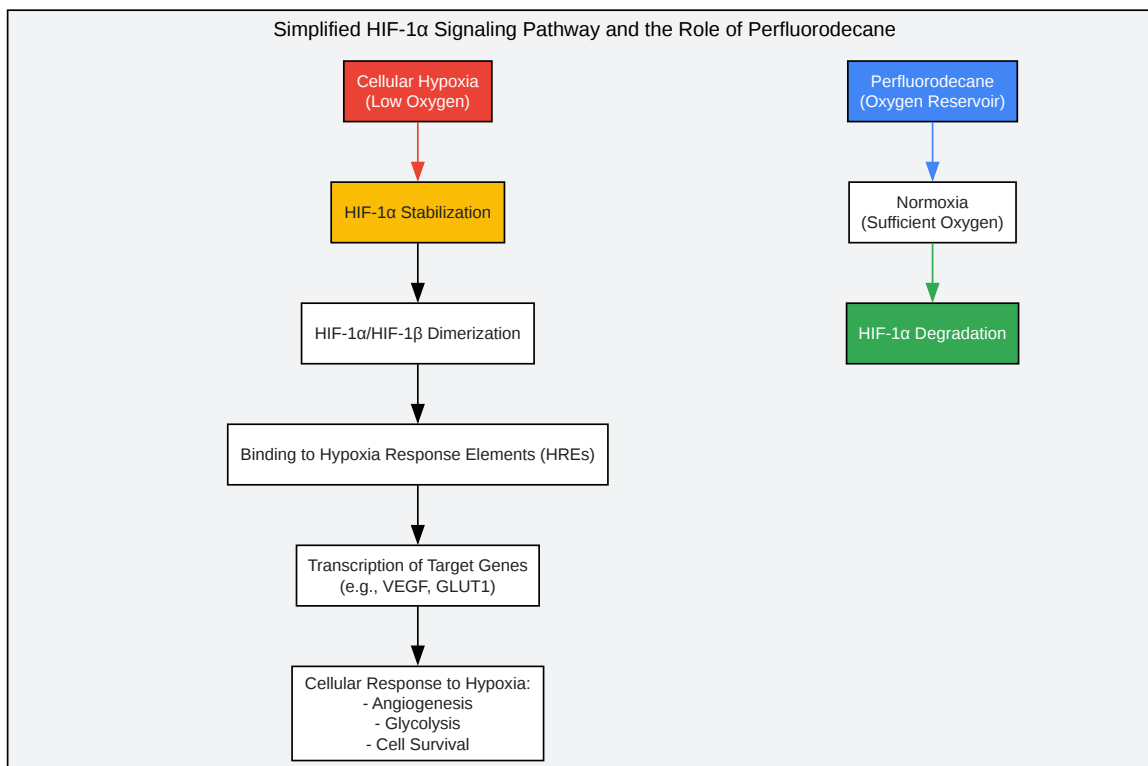 Simplified HIF-1α Signaling Pathway and the Role of Perfluorodecane
Cellular Hypoxia
(Low Oxygen)
HIF-1α Stabilization
HIF-1α/HIF-1β Dimerization
Binding to Hypoxia Response Elements (HREs)
Transcription of Target Genes
(e.g., VEGF, GLUT1)
Cellular Response to Hypoxia:
- Angiogenesis
- Glycolysis
- Cell Survival
Perfluorodecane
(Oxygen Reservoir)
Normoxia
(Sufficient Oxygen)
HIF-1α Degradation